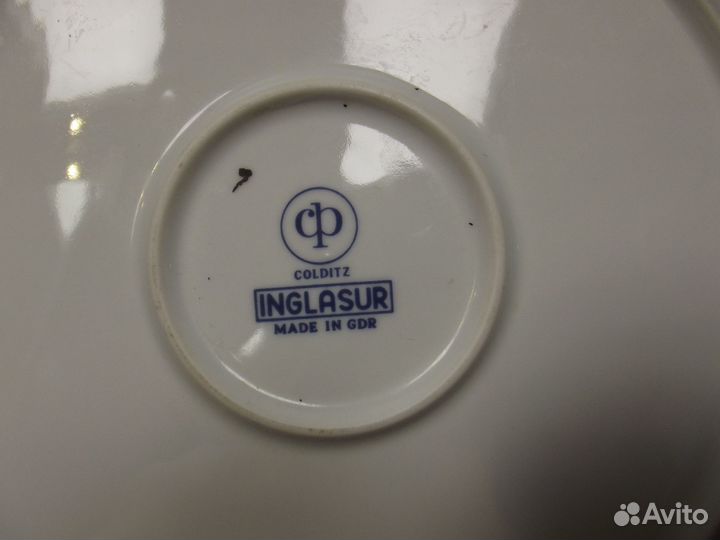 cp
COLDITZ
INGLASUR
MADE IN GDR
Avito